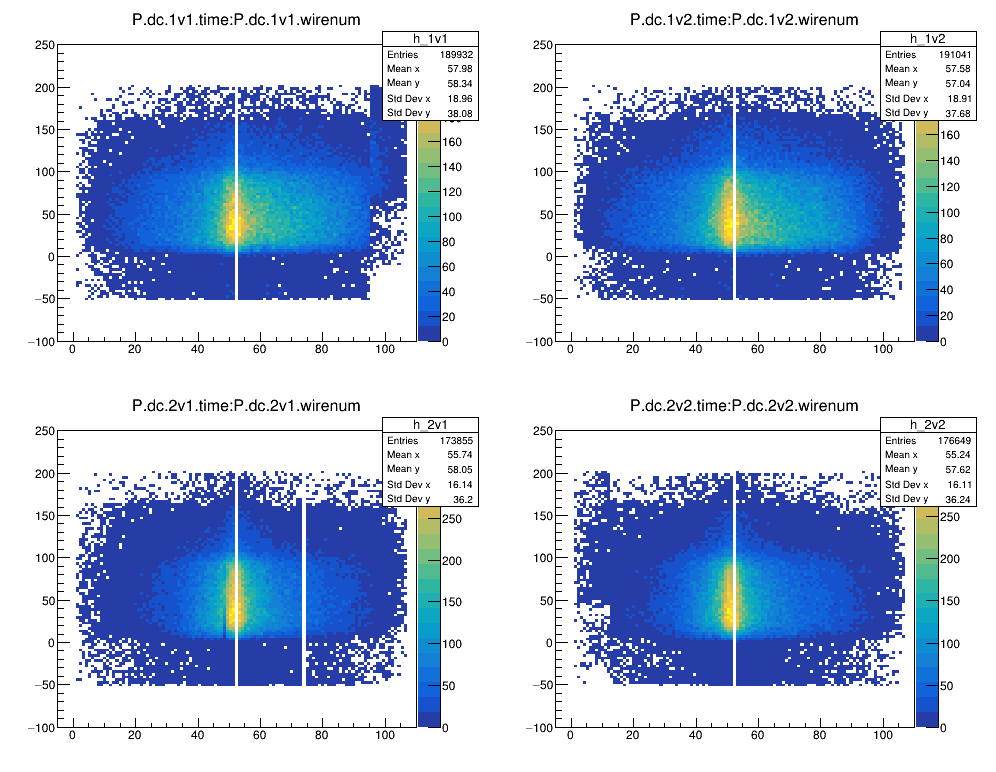 P.dc.1v1.time:P.dc.1v1.wirenum
h_1v1
Entries 189932
Mean x 57.98
Mean y 58.34
Std Dev x 18.96
Std Dev y 38.08
250
200
150
100
50
0
−50
−100
0 20 40 60 80 100
160
140
120
100
80
60
40
20
0
P.dc.1v2.time:P.dc.1v2.wirenum
h_1v2
Entries 191041
Mean x 57.58
Mean y 57.04
Std Dev x 18.91
Std Dev y 37.68
250
200
150
100
50
0
−50
−100
0 20 40 60 80 100
160
140
120
100
80
60
40
20
0
P.dc.2v1.time:P.dc.2v1.wirenum
h_2v1
Entries 173855
Mean x 55.74
Mean y 58.05
Std Dev x 16.14
Std Dev y 36.2
250
200
150
100
50
0
−50
−100
0 20 40 60 80 100
250
200
150
100
50
0
P.dc.2v2.time:P.dc.2v2.wirenum
h_2v2
Entries 176649
Mean x 55.24
Mean y 57.62
Std Dev x 16.11
Std Dev y 36.24
250
200
150
100
50
0
−50
−100
0 20 40 60 80 100
250
200
150
100
50
0